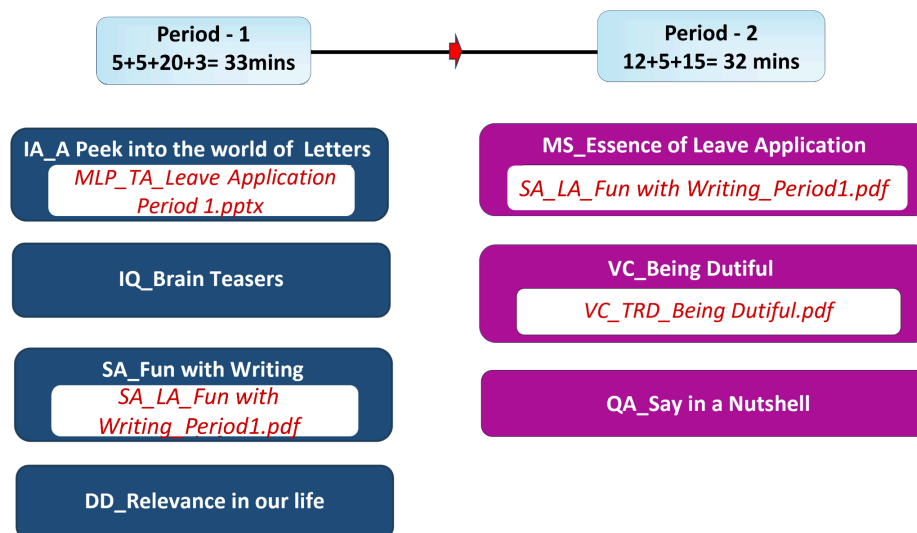 Period - 1
5+5+20+3= 33mins
Period - 2
12+5+15= 32 mins
IA_A Peek into the world of Letters
MLP_TA_Leave Application
Period 1.pptx
IQ_Brain Teasers
SA_Fun with Writing
SA_LA_Fun with
Writing_Period1.pdf
DD_Relevance in our life
MS_Essence of Leave Application
SA_LA_Fun with Writing_Period1.pdf
VC_Being Dutiful
VC_TRD_Being Dutiful.pdf
QA_Say in a Nutshell